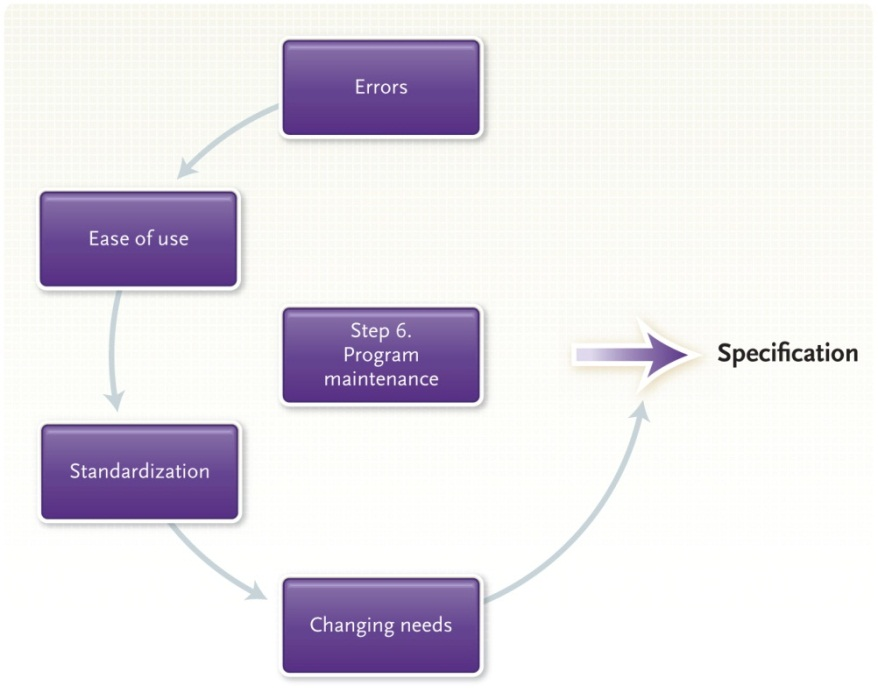 Errors
Ease of use
Step 6.
Program
maintenance
Specification
Standardization
Changing needs